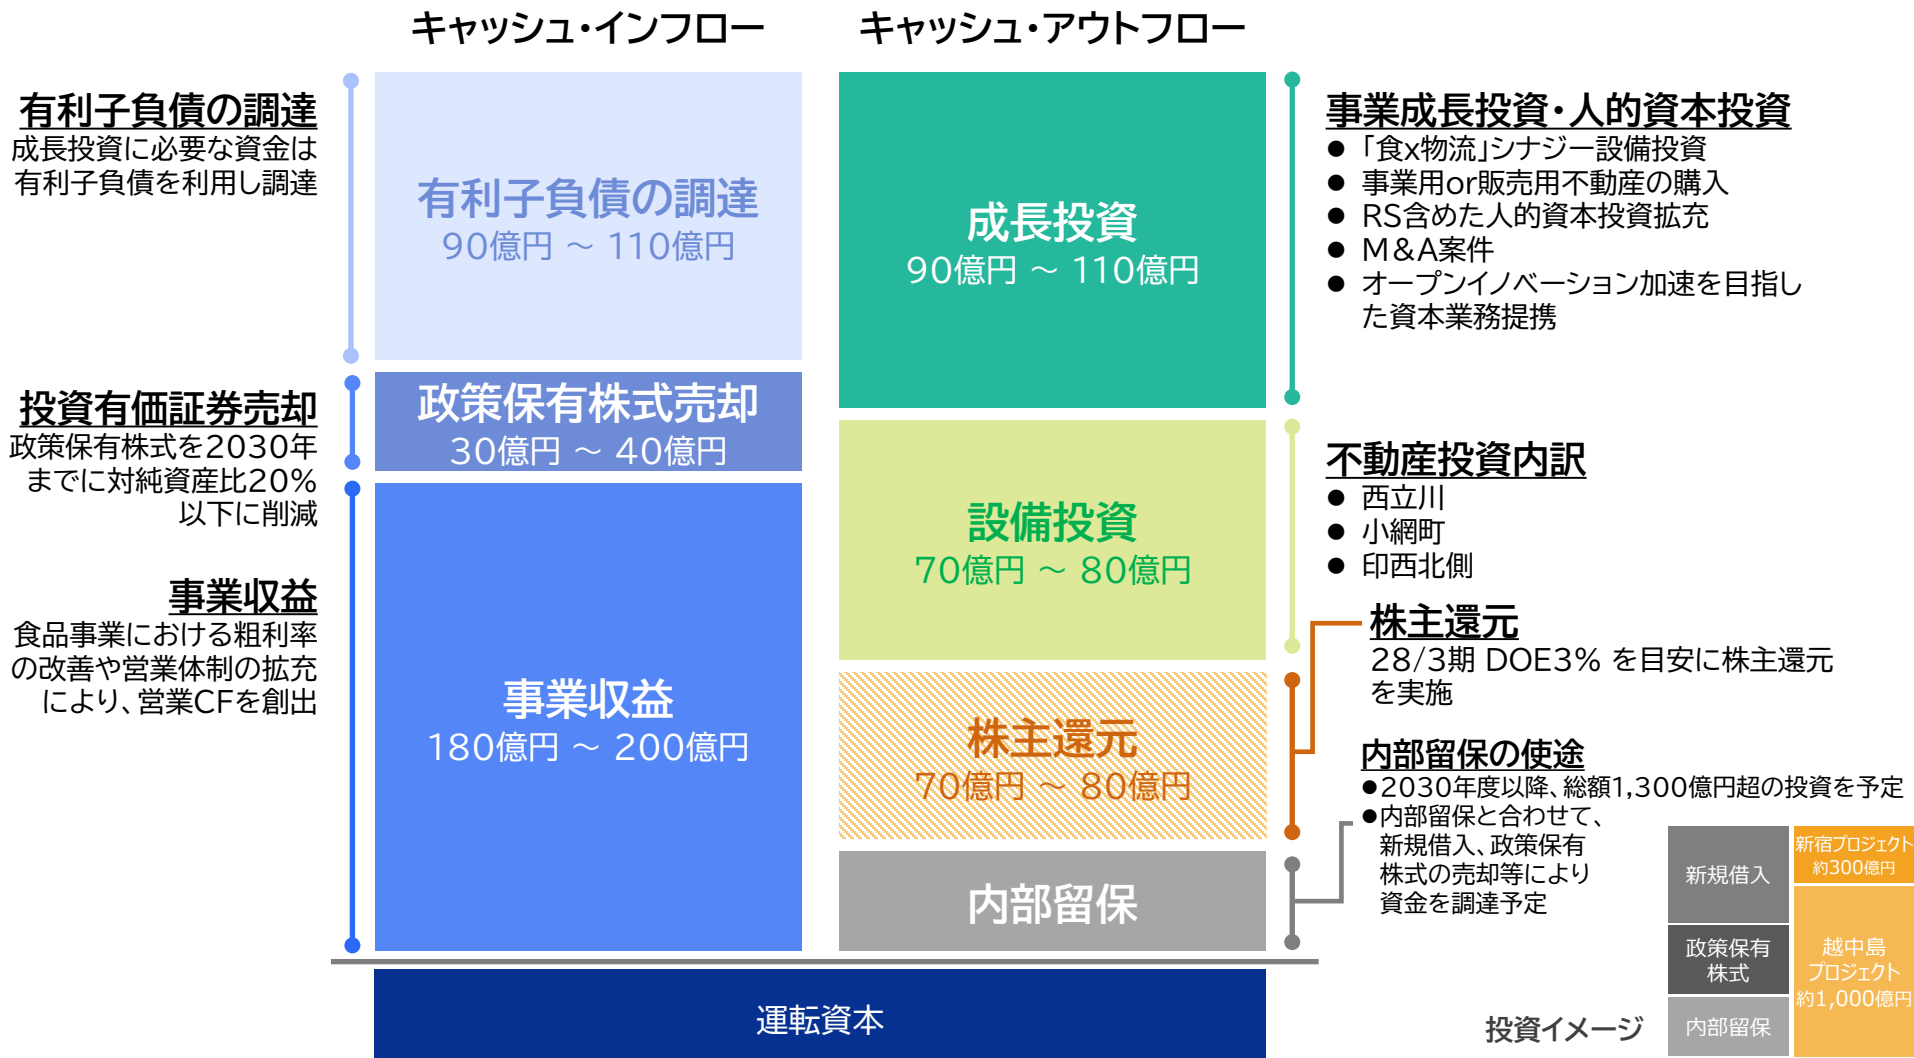 キャッシュ・インフロー
キャッシュ・アウトフロー
有利子負債の調達
成長投資に必要な資金は
有利子負債を利用し調達
投資有価証券売却
政策保有株式を2030年
までに対純資産比20%
以下に削減
事業収益
食品事業における粗利率
の改善や営業体制の拡充
により、営業CFを創出
有利子負債の調達
90億円 ～ 110億円
政策保有株式売却
30億円 ～ 40億円
事業収益
180億円 ～ 200億円
成長投資
90億円 ～ 110億円
設備投資
70億円 ～ 80億円
株主還元
70億円 ～ 80億円
内部留保
運転資本
事業成長投資・人的資本投資
● 「食x物流」シナジー設備投資
● 事業用or販売用不動産の購入
● RS含めた人的資本投資拡充
● M&A案件
● オープンイノベーション加速を目指し
た資本業務提携
不動産投資内訳
● 西立川
● 小網町
● 印西北側
株主還元
28/3期 DOE3% を目安に株主還元
を実施
内部留保の使途
●2030年度以降、総額1,300億円超の投資を予定
●内部留保と合わせて、
新規借入、政策保有
株式の売却等により
資金を調達予定
投資イメージ
新規借入
政策保有
株式
内部留保
新宿プロジェクト
約300億円
越中島
プロジェクト
約1,000億円